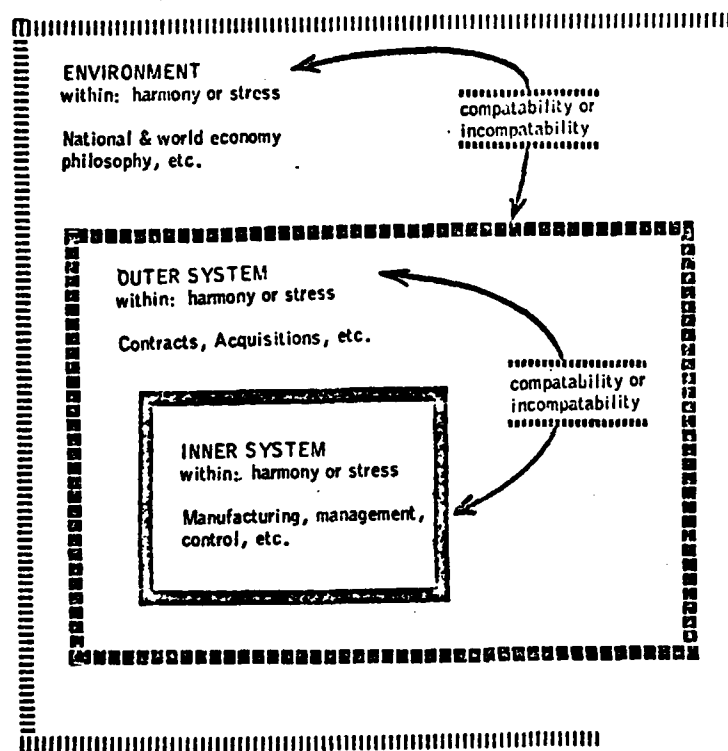 ENVIRONMENT
within: harmony or stress
National & world economy
philosophy, etc.
compatability or
incompatability
OUTER SYSTEM
within: harmony or stress
Contracts, Acquisitions, etc.
compatability or
incompatability
INNER SYSTEM
within: harmony or stress
Manufacturing, management,
control, etc.